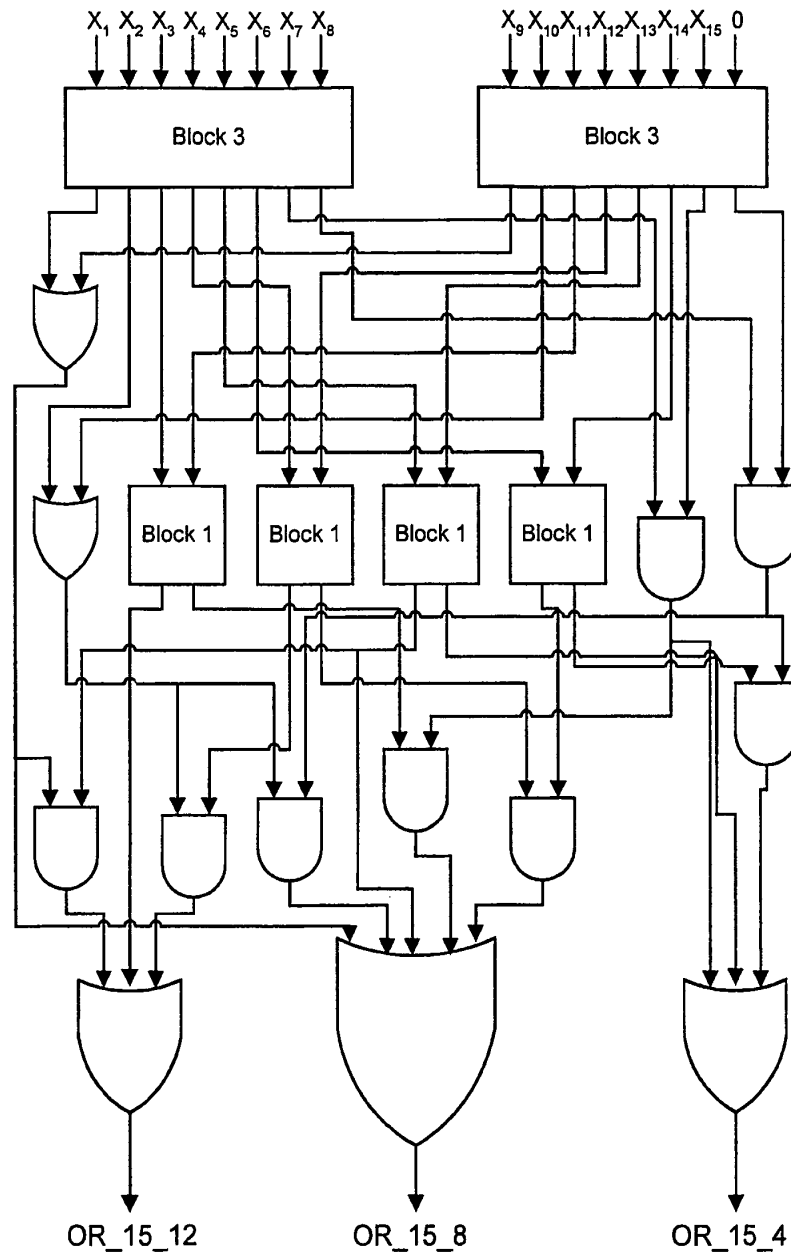 X1 X2 X3 X4 X5 X6 X7 X8 X9 X10 X11 X12 X13 X14 X15 0
Block 3 Block 3
Block 1 Block 1 Block 1 Block 1
OR_15_12 OR_15_8 OR_15_4